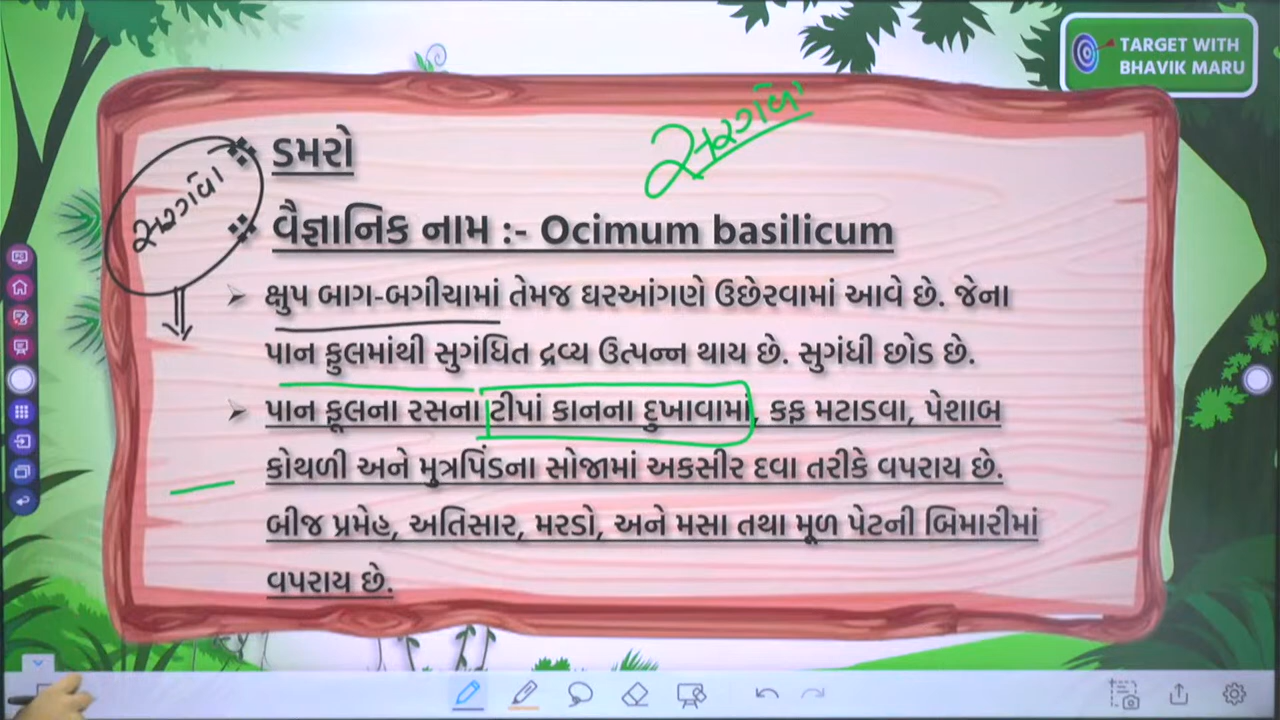 TARGET WITH
BHAVIK MARU
સરગવો
સરગવો
ડમરો
વૈજ્ઞાનિક નામ :- Ocimum basilicum
ક્ષુપ બાગ-બગીચામાં તેમજ ઘરઆંગણે ઉછેરવામાં આવે છે. જેના
પાન ફુલમાંથી સુગંધિત દ્રવ્ય ઉત્પન્ન થાય છે. સુગંધી છોડ છે.
પાન ફૂલના રસના ટીપાં કાનના દુખાવામાં, કફ મટાડવા, પેશાબ
કોથળી અને મુત્રપિંડના સોજામાં અકસીર દવા તરીકે વપરાય છે.
બીજ પ્રમેહ, અતિસાર, મરડો, અને મસા તથા મૂળ પેટની બિમારીમાં
વપરાય છે.